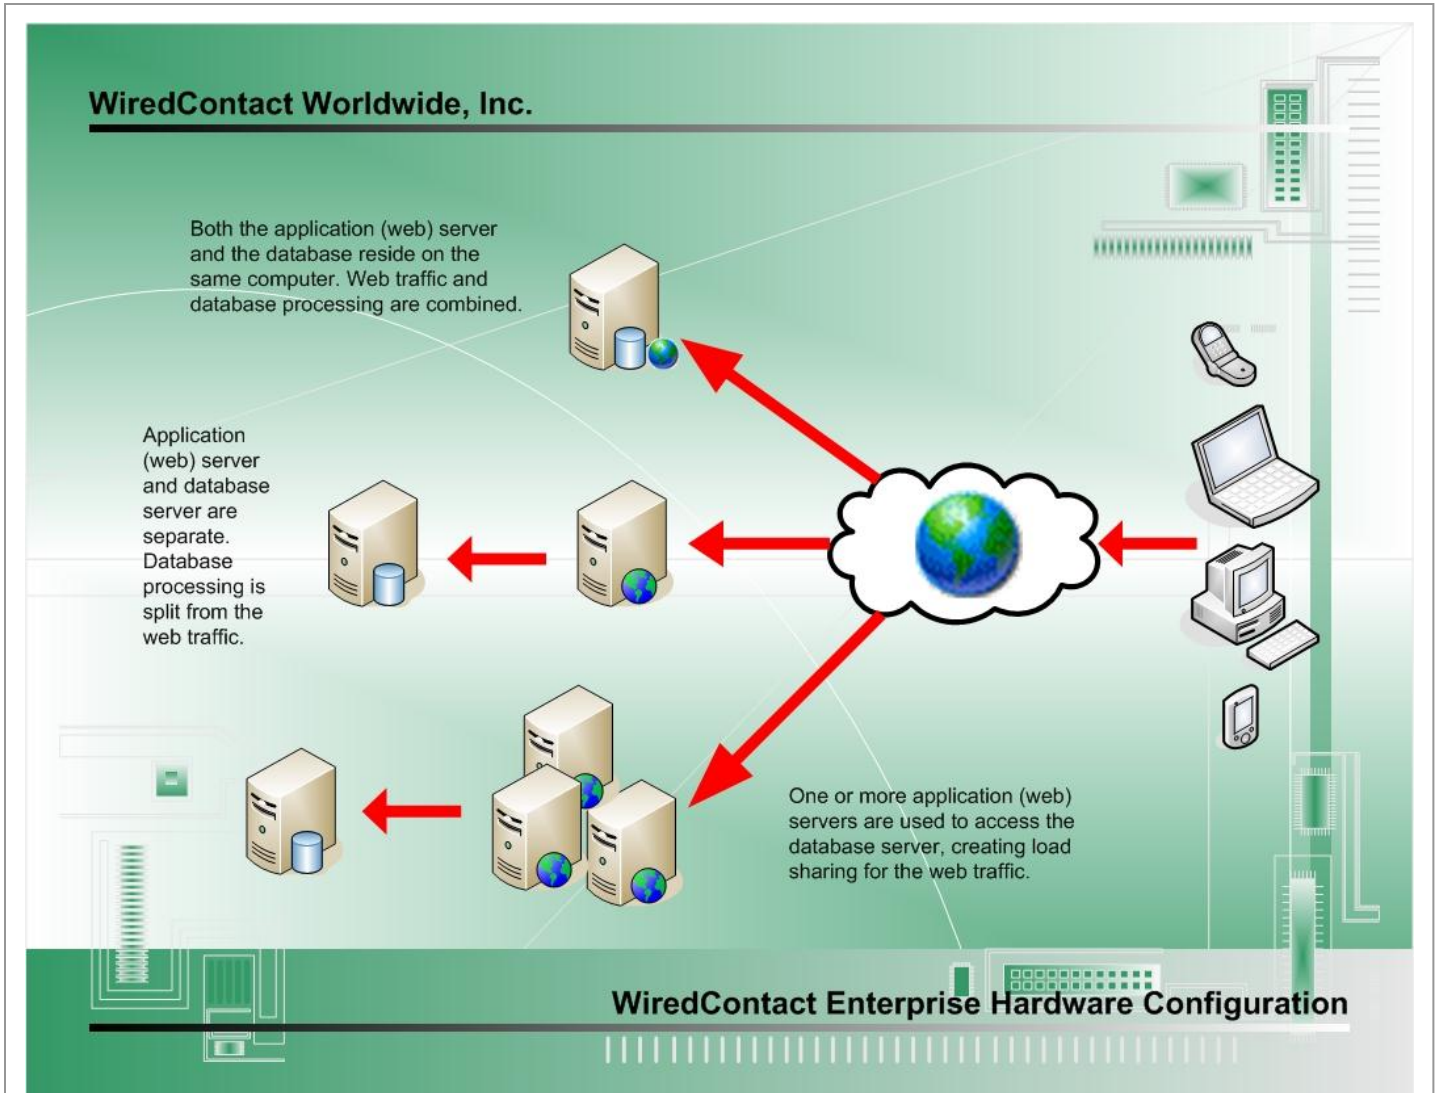 WiredContact Worldwide, Inc.
Both the application (web) server
and the database reside on the
same computer. Web traffic and
database processing are combined.
Application
(web) server
and database
server are
separate.
Database
processing is
split from the
web traffic.
One or more application (web)
servers are used to access the
database server, creating load
sharing for the web traffic.
WiredContact Enterprise Hardware Configuration